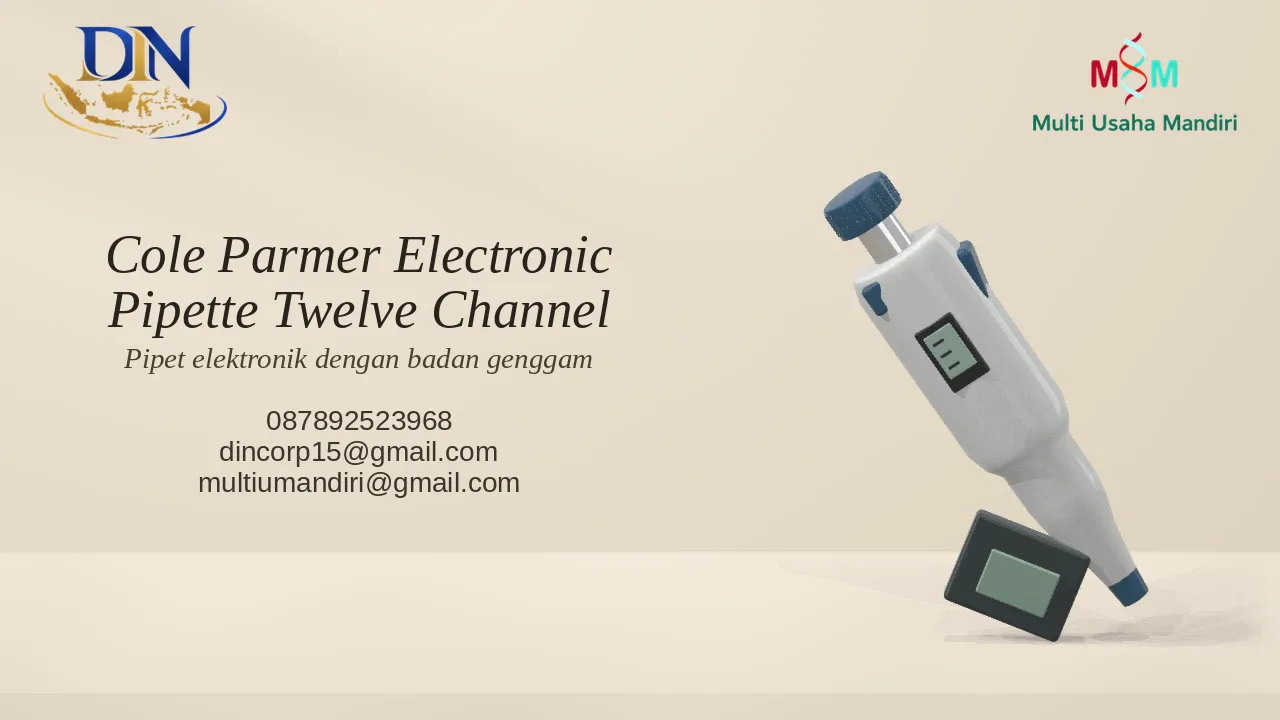 DIN
MSM
Multi Usaha Mandiri
Cole Parmer Electronic
Pipette Twelve Channel
Pipet elektronik dengan badan genggam
087892523968
dincorp15@gmail.com
multiumandiri@gmail.com